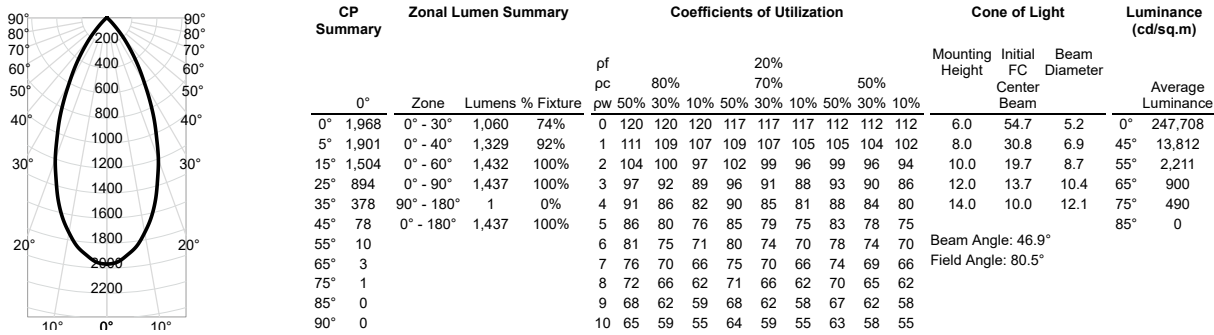 90° 90°
80° 200 80°
70° 70°
60° 400 60°
50° 600 50°
40° 800 40°
1000
30° 1200 30°
1400
1600
20° 1800 20°
2000
2200
10° 0° 10°
CP Summary
0°
0° 1,968
5° 1,901
15° 1,504
25° 894
35° 378
45° 78
55° 10
65° 3
75° 1
85° 0
90° 0
Zonal Lumen Summary
Zone Lumens % Fixture
0° - 30° 1,060 74%
0° - 40° 1,329 92%
0° - 60° 1,432 100%
0° - 90° 1,437 100%
90° - 180° 1 0%
0° - 180° 1,437 100%
Coefficients of Utilization
ρf 20%
ρc 80% 70% 50%
ρw 50% 30% 10% 50% 30% 10% 50% 30% 10%
0 120 120 120 117 117 117 112 112 112
1 111 109 107 109 107 105 105 104 102
2 104 100 97 102 99 96 99 96 94
3 97 92 89 96 91 88 93 90 86
4 91 86 82 90 85 81 88 84 80
5 86 80 76 85 79 75 83 78 75
6 81 75 71 80 74 70 78 74 70
7 76 70 66 75 70 66 74 69 66
8 72 66 62 71 66 62 70 65 62
9 68 62 59 68 62 58 67 62 58
10 65 59 55 64 59 55 63 58 55
Cone of Light
Mounting Height Initial FC Center Beam Beam Diameter
6.0 54.7 5.2
8.0 30.8 6.9
10.0 19.7 8.7
12.0 13.7 10.4
14.0 10.0 12.1
Beam Angle: 46.9°
Field Angle: 80.5°
Luminance
(cd/sq.m)
Average
Luminance
0° 247,708
45° 13,812
55° 2,211
65° 900
75° 490
85° 0